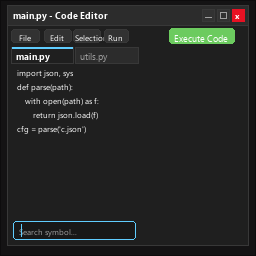 main.py - Code Editor
File Edit Selection Run Execute Code
main.py utils.py
import json, sys
def parse(path):
with open(path) as f:
return json.load(f)
cfg = parse('c.json')
Search symbol...